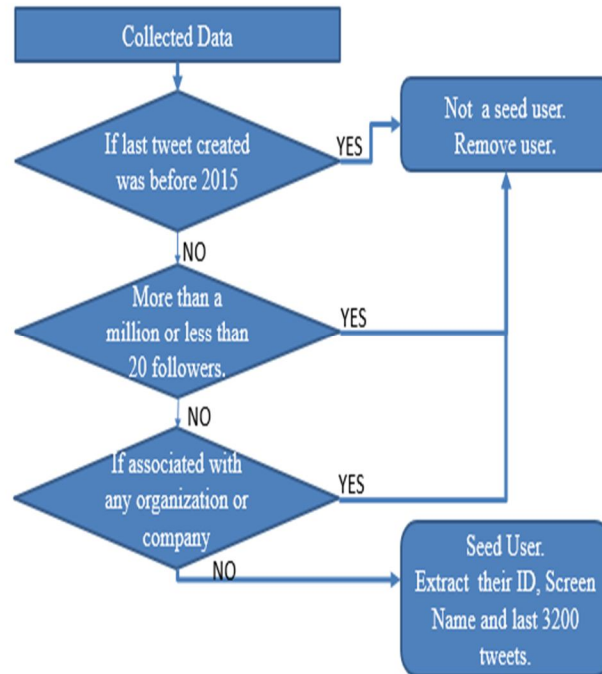 Collected Data
If last tweet created
was before 2015
YES
Not a seed user.
Remove user.
NO
More than a
million or less than
20 followers.
YES
NO
If associated with
any organization or
company
YES
NO
Seed User.
Extract their ID, Screen
Name and last 3200
tweets.